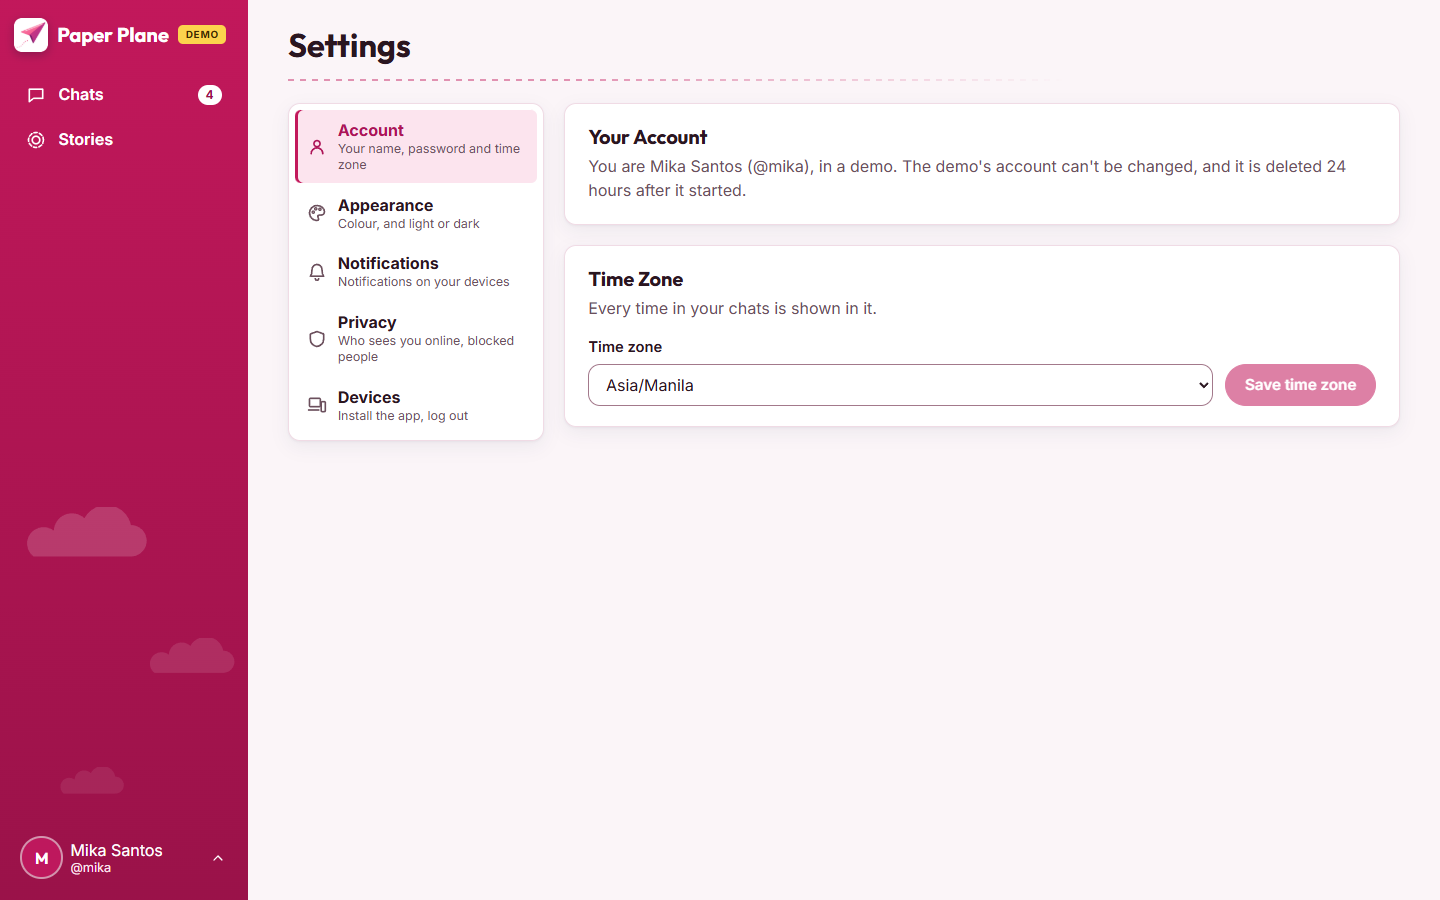 Paper Plane DEMO
Chats 4
Stories
M
Mika Santos
@mika
Settings
Account
Your name, password and time
zone
Appearance
Colour, and light or dark
Notifications
Notifications on your devices
Privacy
Who sees you online, blocked
people
Devices
Install the app, log out
Your Account
You are Mika Santos (@mika), in a demo. The demo's account can't be changed, and it is deleted 24
hours after it started.
Time Zone
Every time in your chats is shown in it.
Time zone
Asia/Manila
Save time zone